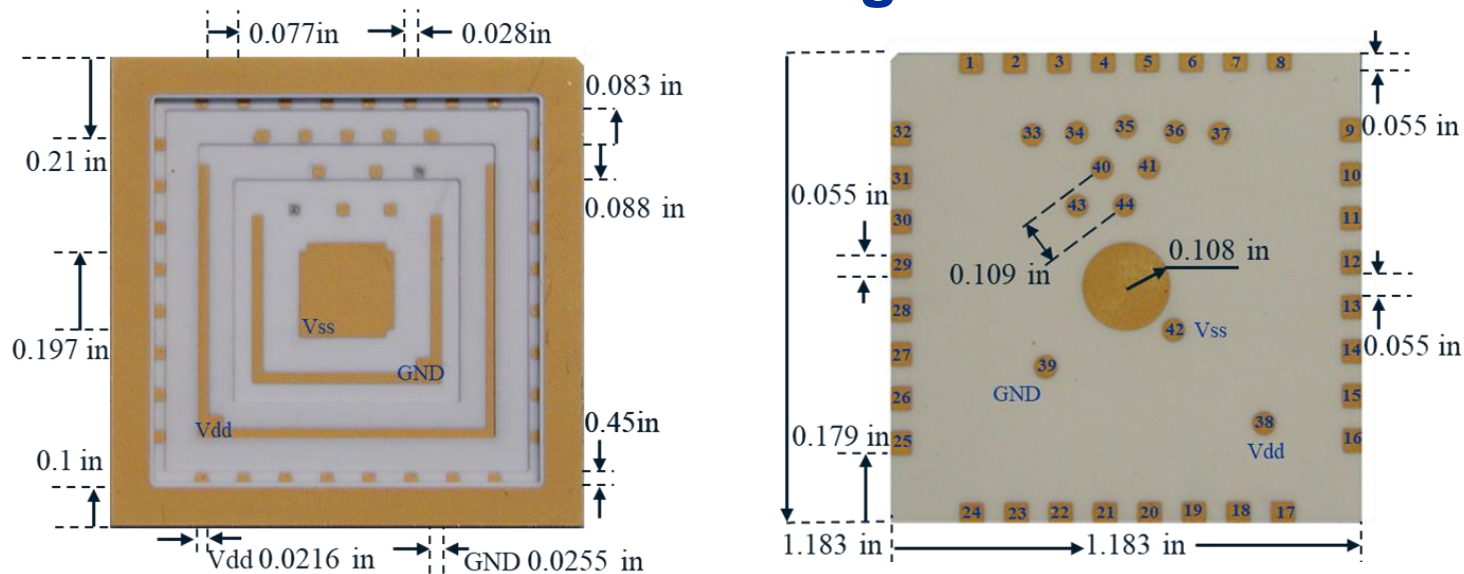 g
0.077in
0.028in
0.083 in
0.21 in
0.088 in
0.197 in
Vss
GND
Vdd
0.45in
0.1 in
Vdd 0.0216 in
GND 0.0255 in
1 2 3 4 5 6 7 8
0.055 in
32 33 34 35 36 37 9
40 41
31 10
0.055 in
43 44
30 11
0.108 in
29 12
0.109 in
28 13
42 Vss
0.055 in
27 14
39
GND
26 15
38
Vdd
0.179 in
25 16
24 23 22 21 20 19 18 17
1.183 in
1.183 in